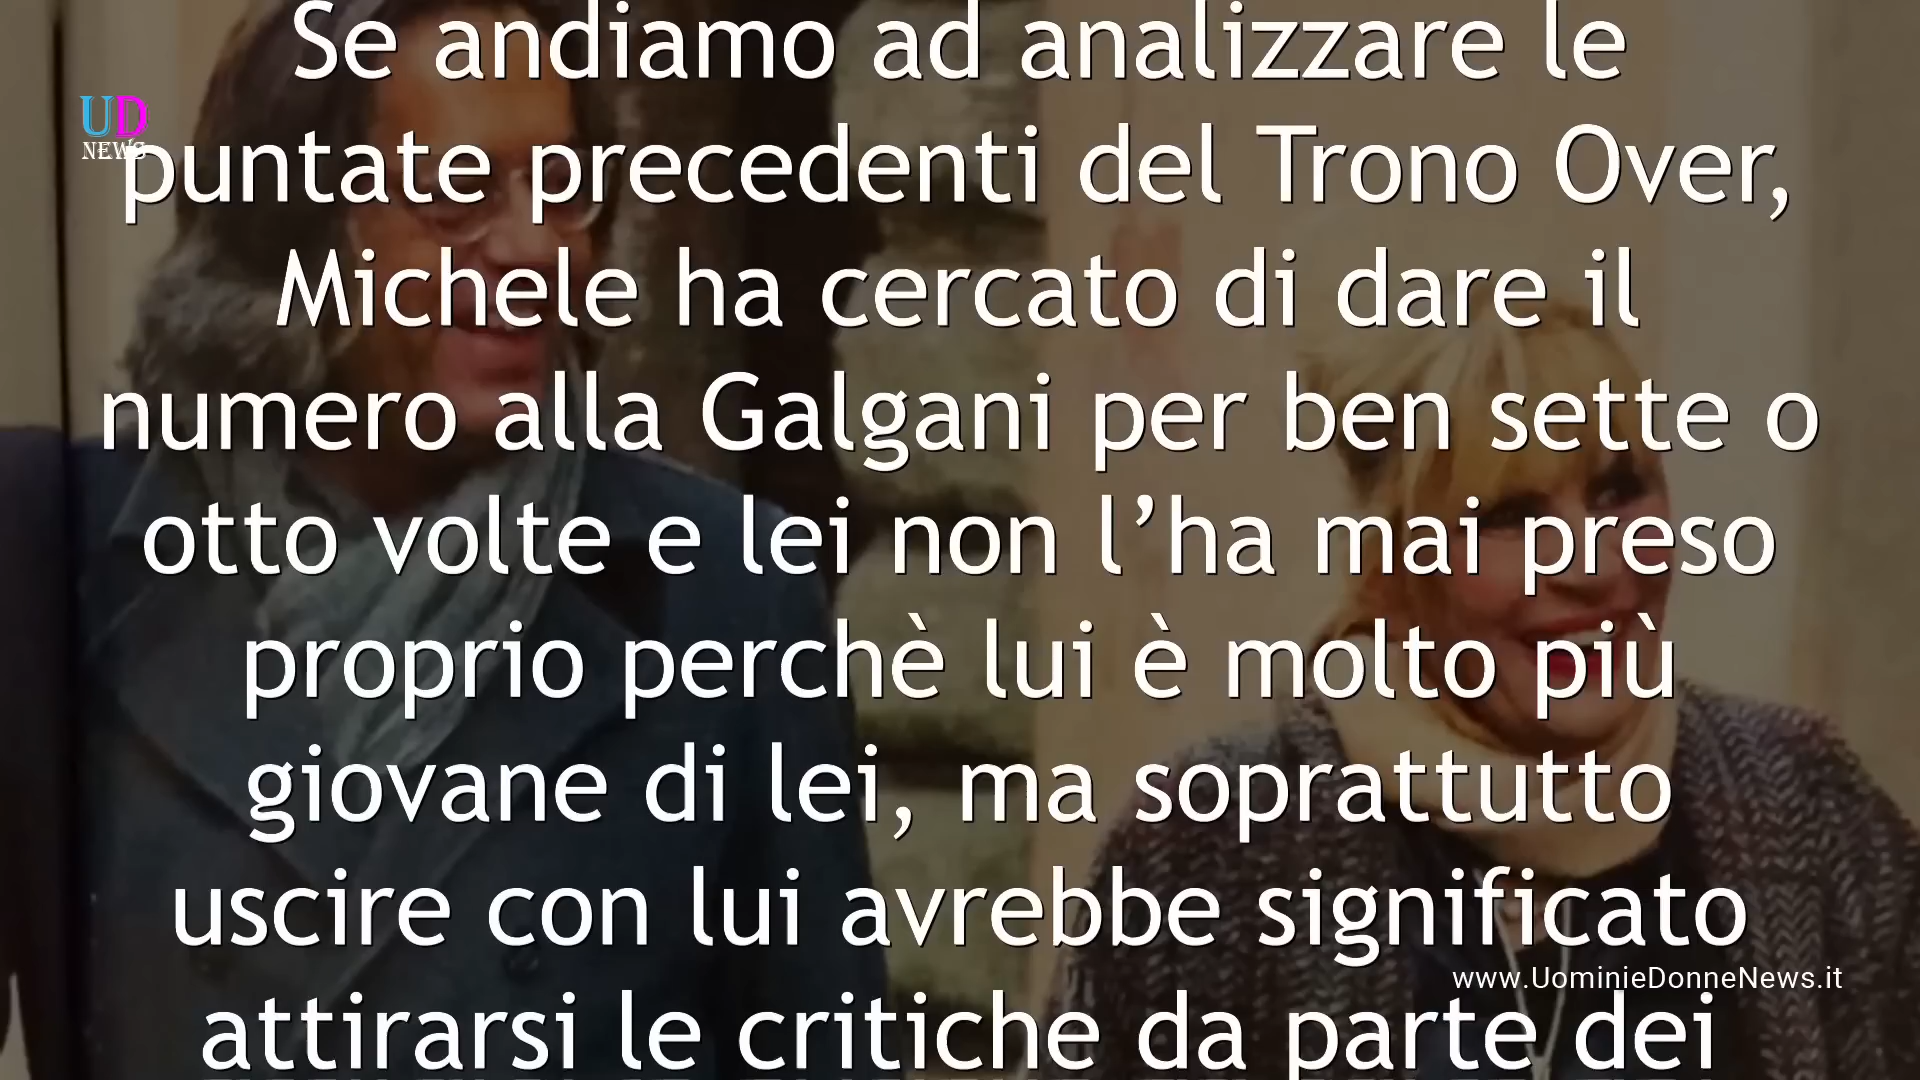 Se andiamo ad analizzare le
UD
NEWS
puntate precedenti del Trono Over,
Michele ha cercato di dare il
numero alla Galgani per ben sette o
otto volte e lei non l’ha mai preso
proprio perchè lui è molto più
giovane di lei, ma soprattutto
uscire con lui avrebbe significato
www.UominieDonneNews.it
attirarsi le critiche da parte dei